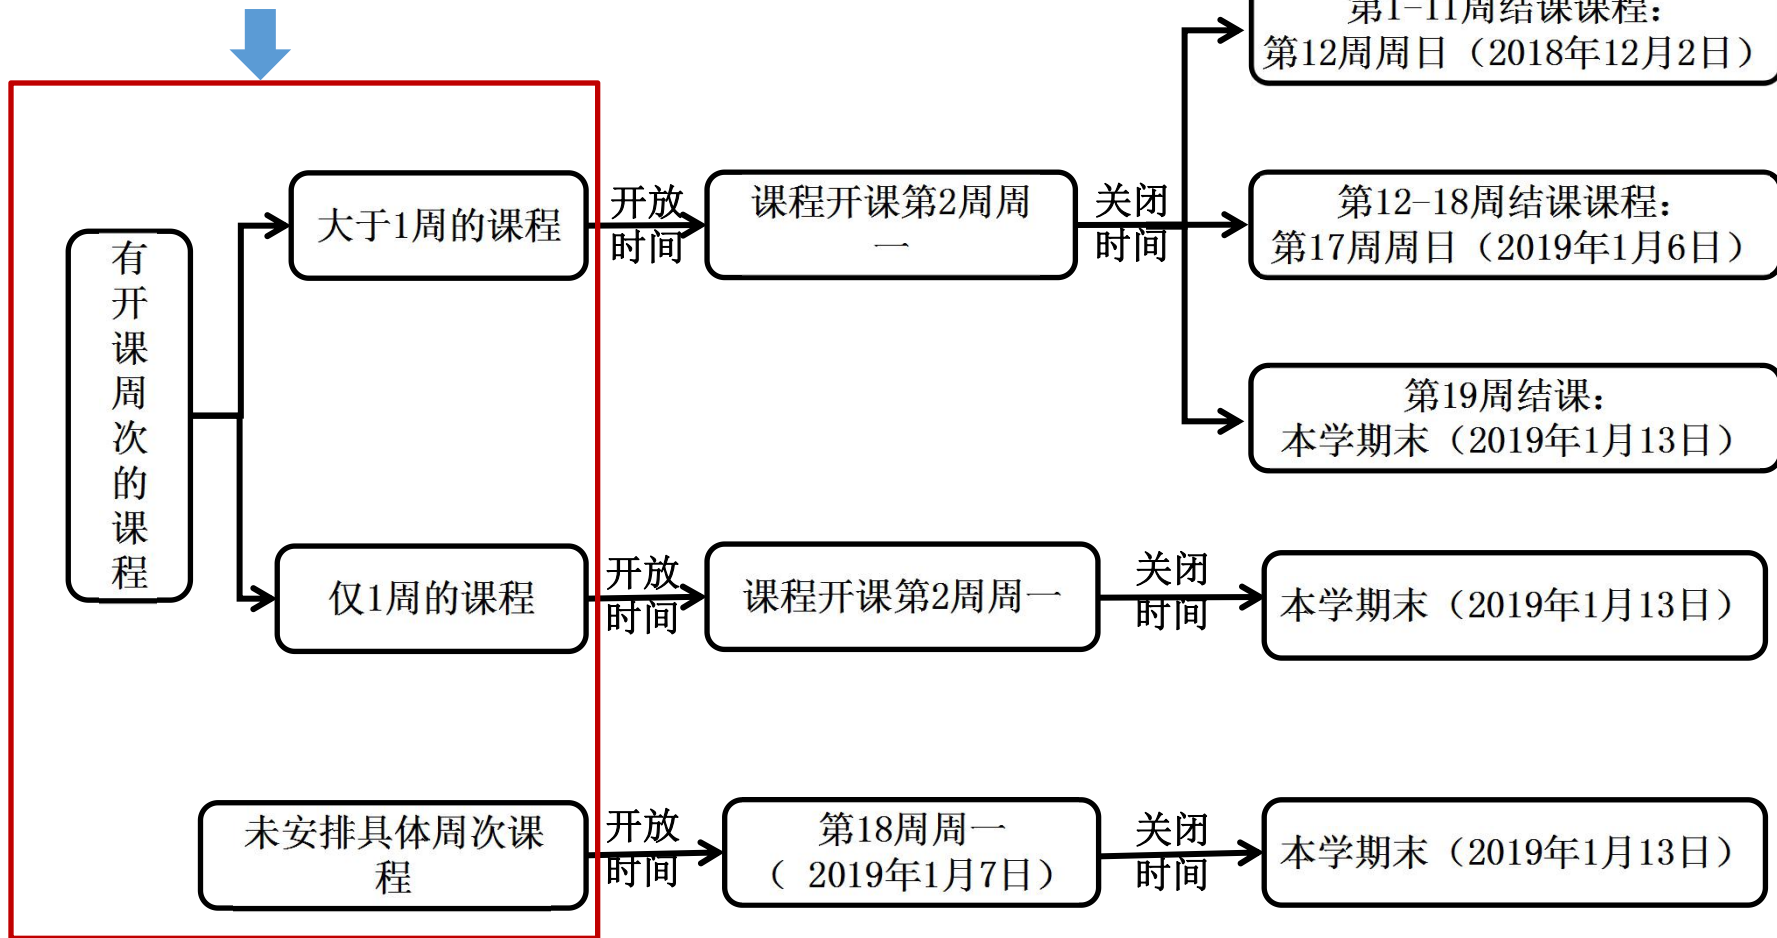 第1-11周结课课程：
第12周周日（2018年12月2日）
大于1周的课程
开放
时间
课程开课第2周周
一
关闭
时间
第12-18周结课课程：
第17周周日（2019年1月6日）
有
开
课
周
次
的
课
程
第19周结课：
本学期末（2019年1月13日）
仅1周的课程
开放
时间
课程开课第2周周一
关闭
时间
本学期末（2019年1月13日）
未安排具体周次课
程
开放
时间
第18周周一
（ 2019年1月7日）
关闭
时间
本学期末（2019年1月13日）